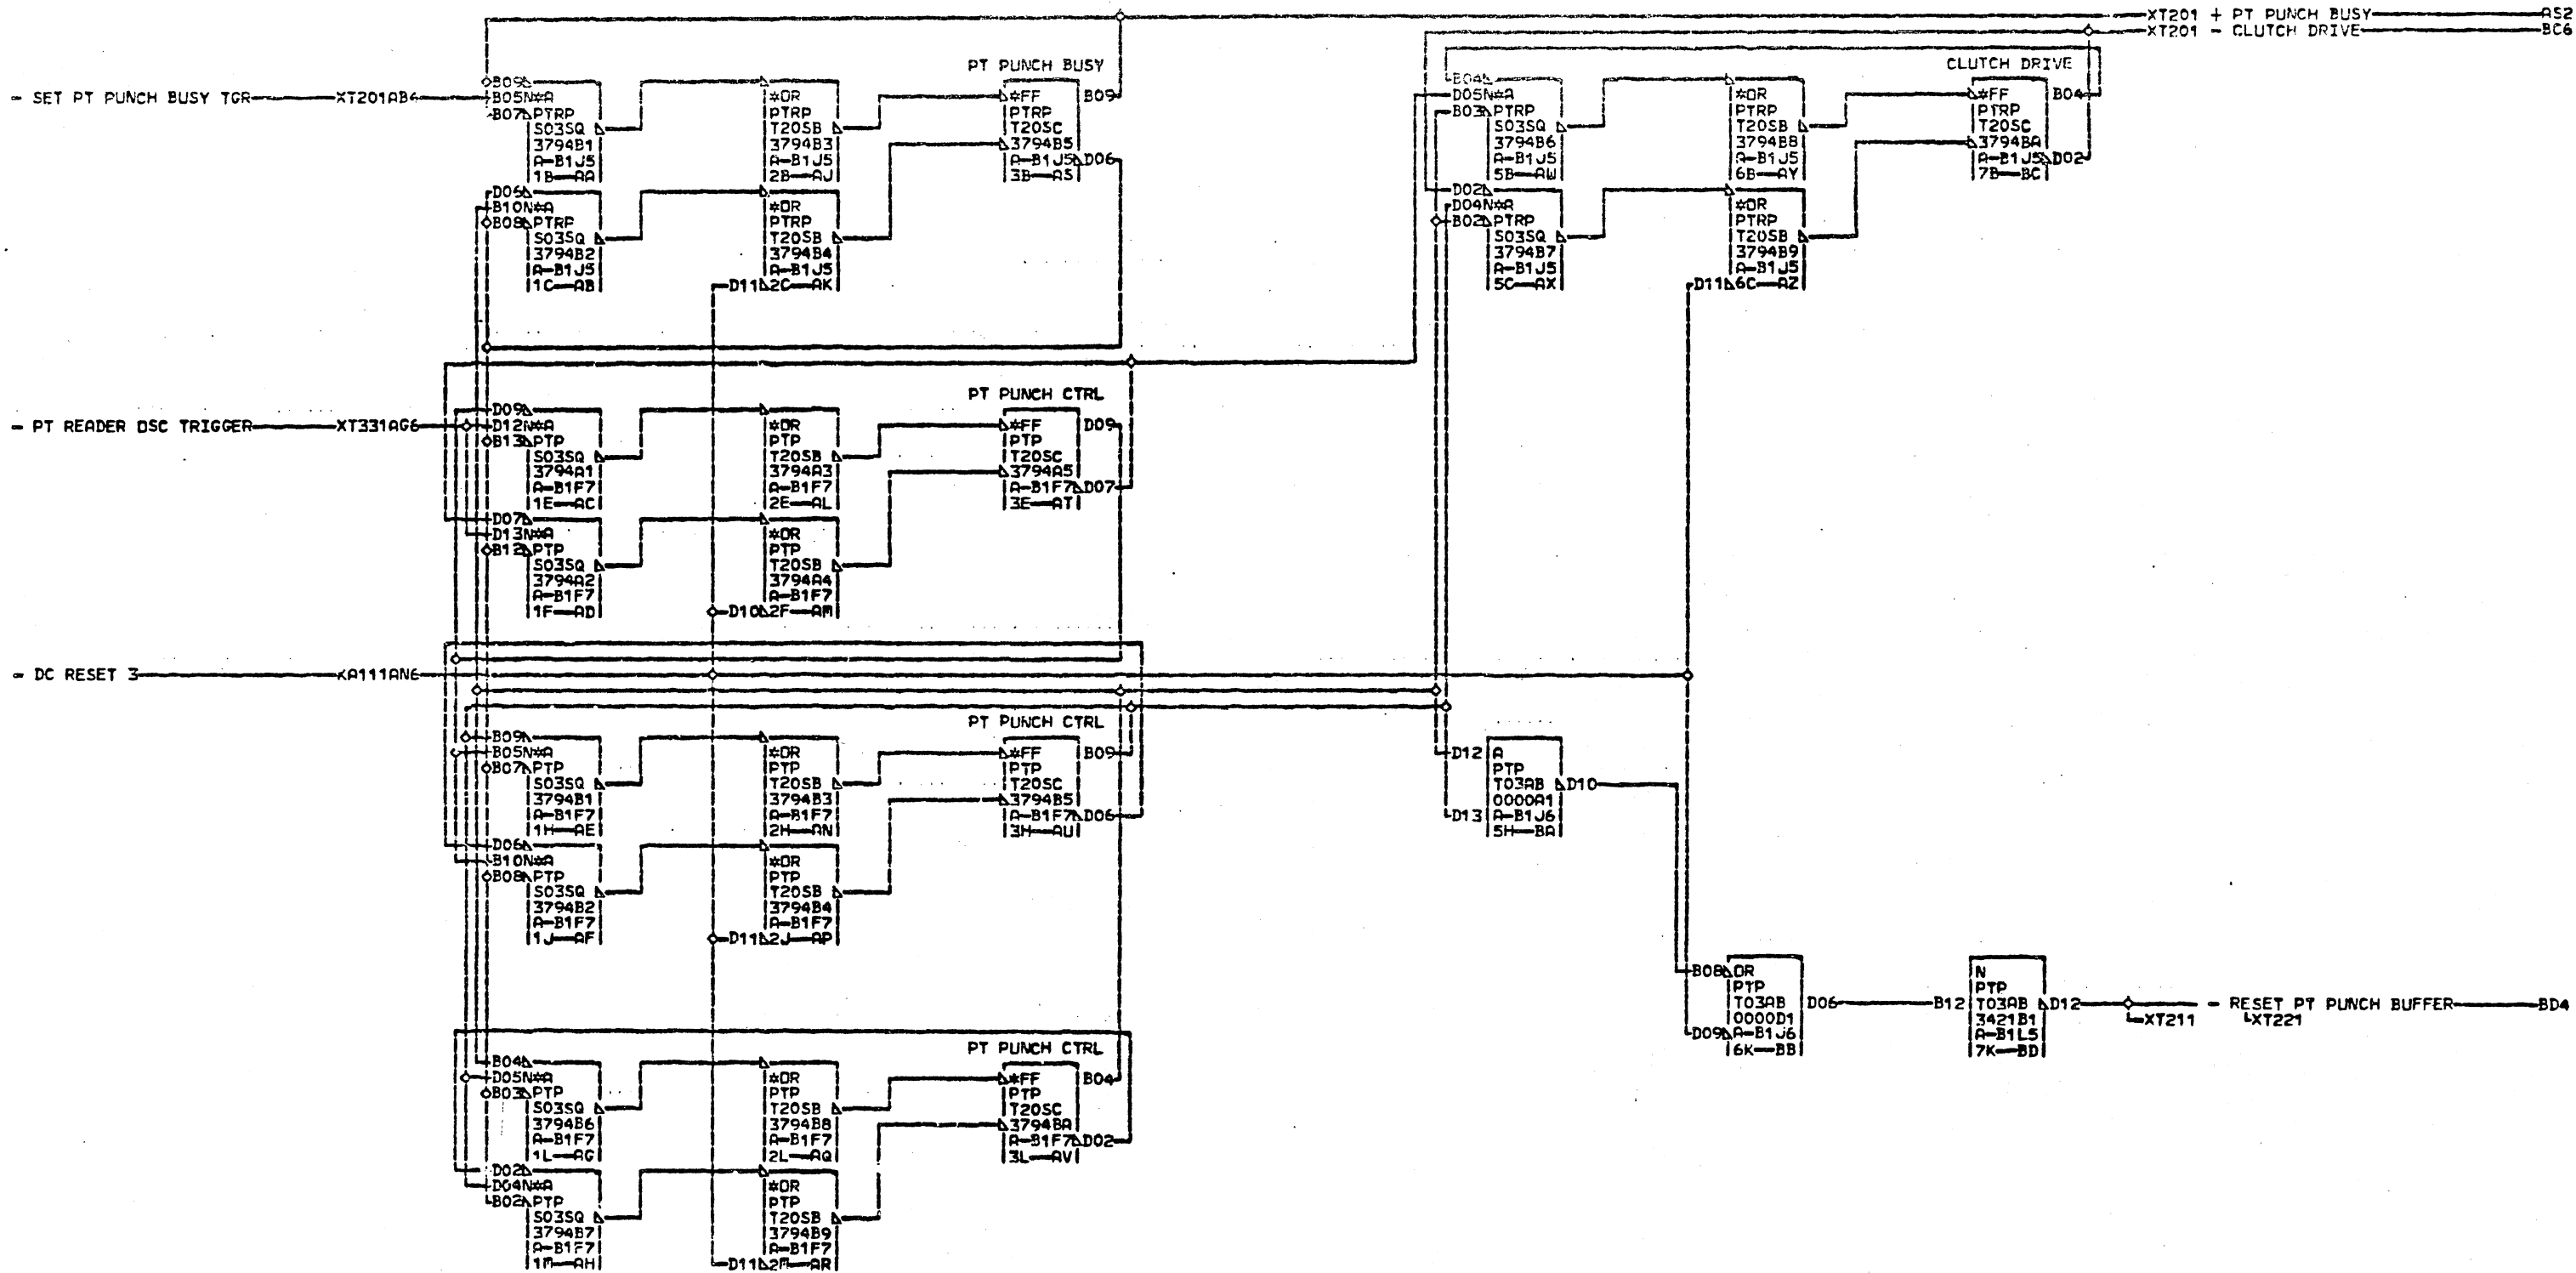 XT201 + PT PUNCH BUSY AS2
XT201 - CLUTCH DRIVE BC6
- SET PT PUNCH BUSY TGR XT201AB6
B09
B05N*A
B07 PTRP
S03SQ
3794B1
A-B1J5
1B—AA
D06
B10N*A
B08 PTRP
S03SQ
3794B2
A-B1J5
1C—AB
*OR
PTRP
T20SB
3794B3
A-B1J5
2B—AJ
*OR
PTRP
T20SB
3794B4
A-B1J5
D11 2C—AK
PT PUNCH BUSY
*FF B09
PTRP
T20SC
3794B5
A-B1J5 D06
3B—AS
B04
D05N*A
B03 PTRP
S03SQ
3794B6
A-B1J5
5B—AW
D02
D04N*A
B02 PTRP
S03SQ
3794B7
A-B1J5
5C—AX
*OR
PTRP
T20SB
3794B8
A-B1J5
6B—AY
*OR
PTRP
T20SB
3794B9
A-B1J5
D11 6C—AZ
CLUTCH DRIVE
*FF B04
PTRP
T20SC
3794BA
A-B1J5 D02
7B—BC
- PT READER OSC TRIGGER XT331AG6
D09
D12N*A
B13 PTP
S03SQ
3794A1
A-B1F7
1E—AC
D07
D13N*A
B12 PTP
S03SQ
3794A2
A-B1F7
1F—AD
*OR
PTP
T20SB
3794A3
A-B1F7
2E—AL
*OR
PTP
T20SB
3794A4
A-B1F7
D10 2F—AM
PT PUNCH CTRL
*FF D09
PTP
T20SC
3794A5
A-B1F7 D07
3E—AT
- DC RESET 3 XA111AN6
B09
B05N*A
B07 PTP
S03SQ
3794B1
A-B1F7
1H—AE
D06
B10N*A
B08 PTP
S03SQ
3794B2
A-B1F7
1J—AF
*OR
PTP
T20SB
3794B3
A-B1F7
2H—AN
*OR
PTP
T20SB
3794B4
A-B1F7
D11 2J—AP
PT PUNCH CTRL
*FF B09
PTP
T20SC
3794B5
A-B1F7 D06
3H—AU
D12 A
PTP
T03AB D10
0000A1
A-B1J6
D13 5H—BA
B04
D05N*A
B03 PTP
S03SQ
3794B6
A-B1F7
1L—AG
D02
D04N*A
B02 PTP
S03SQ
3794B7
A-B1F7
1M—AH
*OR
PTP
T20SB
3794B8
A-B1F7
2L—AQ
*OR
PTP
T20SB
3794B9
A-B1F7
D11 2M—AR
PT PUNCH CTRL
*FF B04
PTP
T20SC
3794BA
A-B1F7 D02
3L—AV
B08 OR
PTP
T03AB D06
0000D1
D09 A-B1J6
6K—BB
N
PTP
B12 T03AB D12
3421B1
A-B1L5
7K—BD
- RESET PT PUNCH BUFFER BD4
XT211 XT221